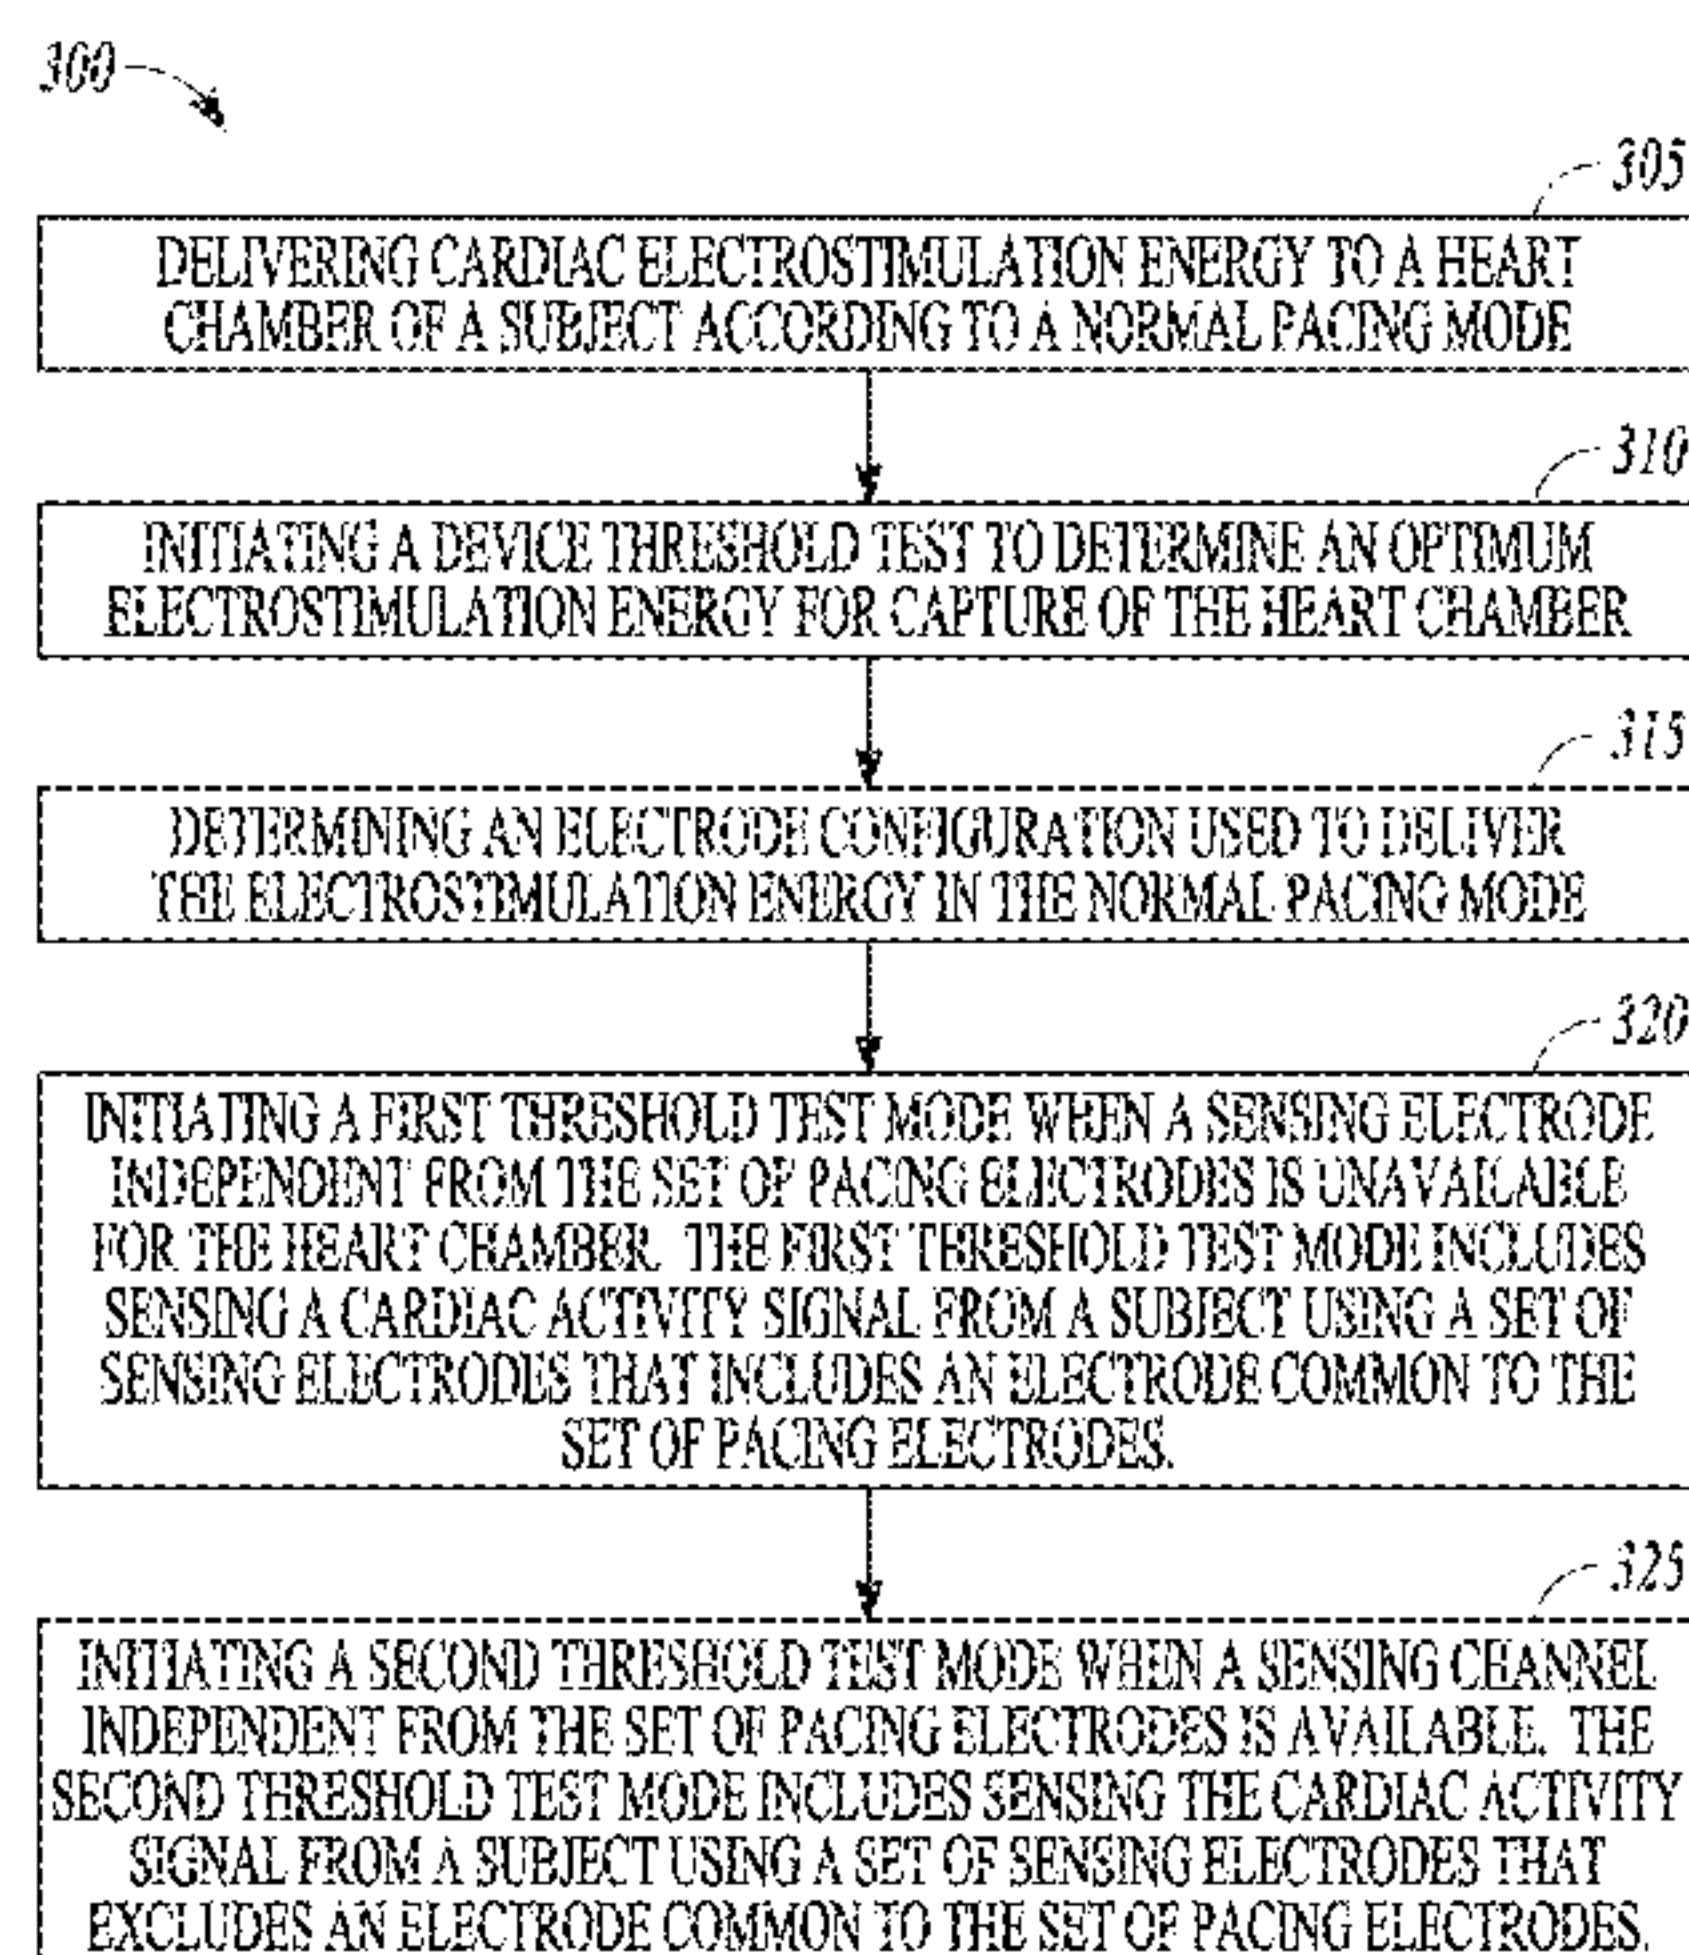 300
305
DELIVERING CARDIAC ELECTROSTIMULATION ENERGY TO A HEART
CHAMBER OF A SUBJECT ACCORDING TO A NORMAL PACING MODE
310
INITIATING A DEVICE THRESHOLD TEST TO DETERMINE AN OPTIMUM
ELECTROSTIMULATION ENERGY FOR CAPTURE OF THE HEART CHAMBER
315
DETERMINING AN ELECTRODE CONFIGURATION USED TO DELIVER
THE ELECTROSTIMULATION ENERGY IN THE NORMAL PACING MODE
320
INITIATING A FIRST THRESHOLD TEST MODE WHEN A SENSING ELECTRODE
INDEPENDENT FROM THE SET OF PACING ELECTRODES IS UNAVAILABLE
FOR THE HEART CHAMBER. THE FIRST THRESHOLD TEST MODE INCLUDES
SENSING A CARDIAC ACTIVITY SIGNAL FROM A SUBJECT USING A SET OF
SENSING ELECTRODES THAT INCLUDES AN ELECTRODE COMMON TO THE
SET OF PACING ELECTRODES.
325
INITIATING A SECOND THRESHOLD TEST MODE WHEN A SENSING CHANNEL
INDEPENDENT FROM THE SET OF PACING ELECTRODES IS AVAILABLE. THE
SECOND THRESHOLD TEST MODE INCLUDES SENSING THE CARDIAC ACTIVITY
SIGNAL FROM A SUBJECT USING A SET OF SENSING ELECTRODES THAT
EXCLUDES AN ELECTRODE COMMON TO THE SET OF PACING ELECTRODES.